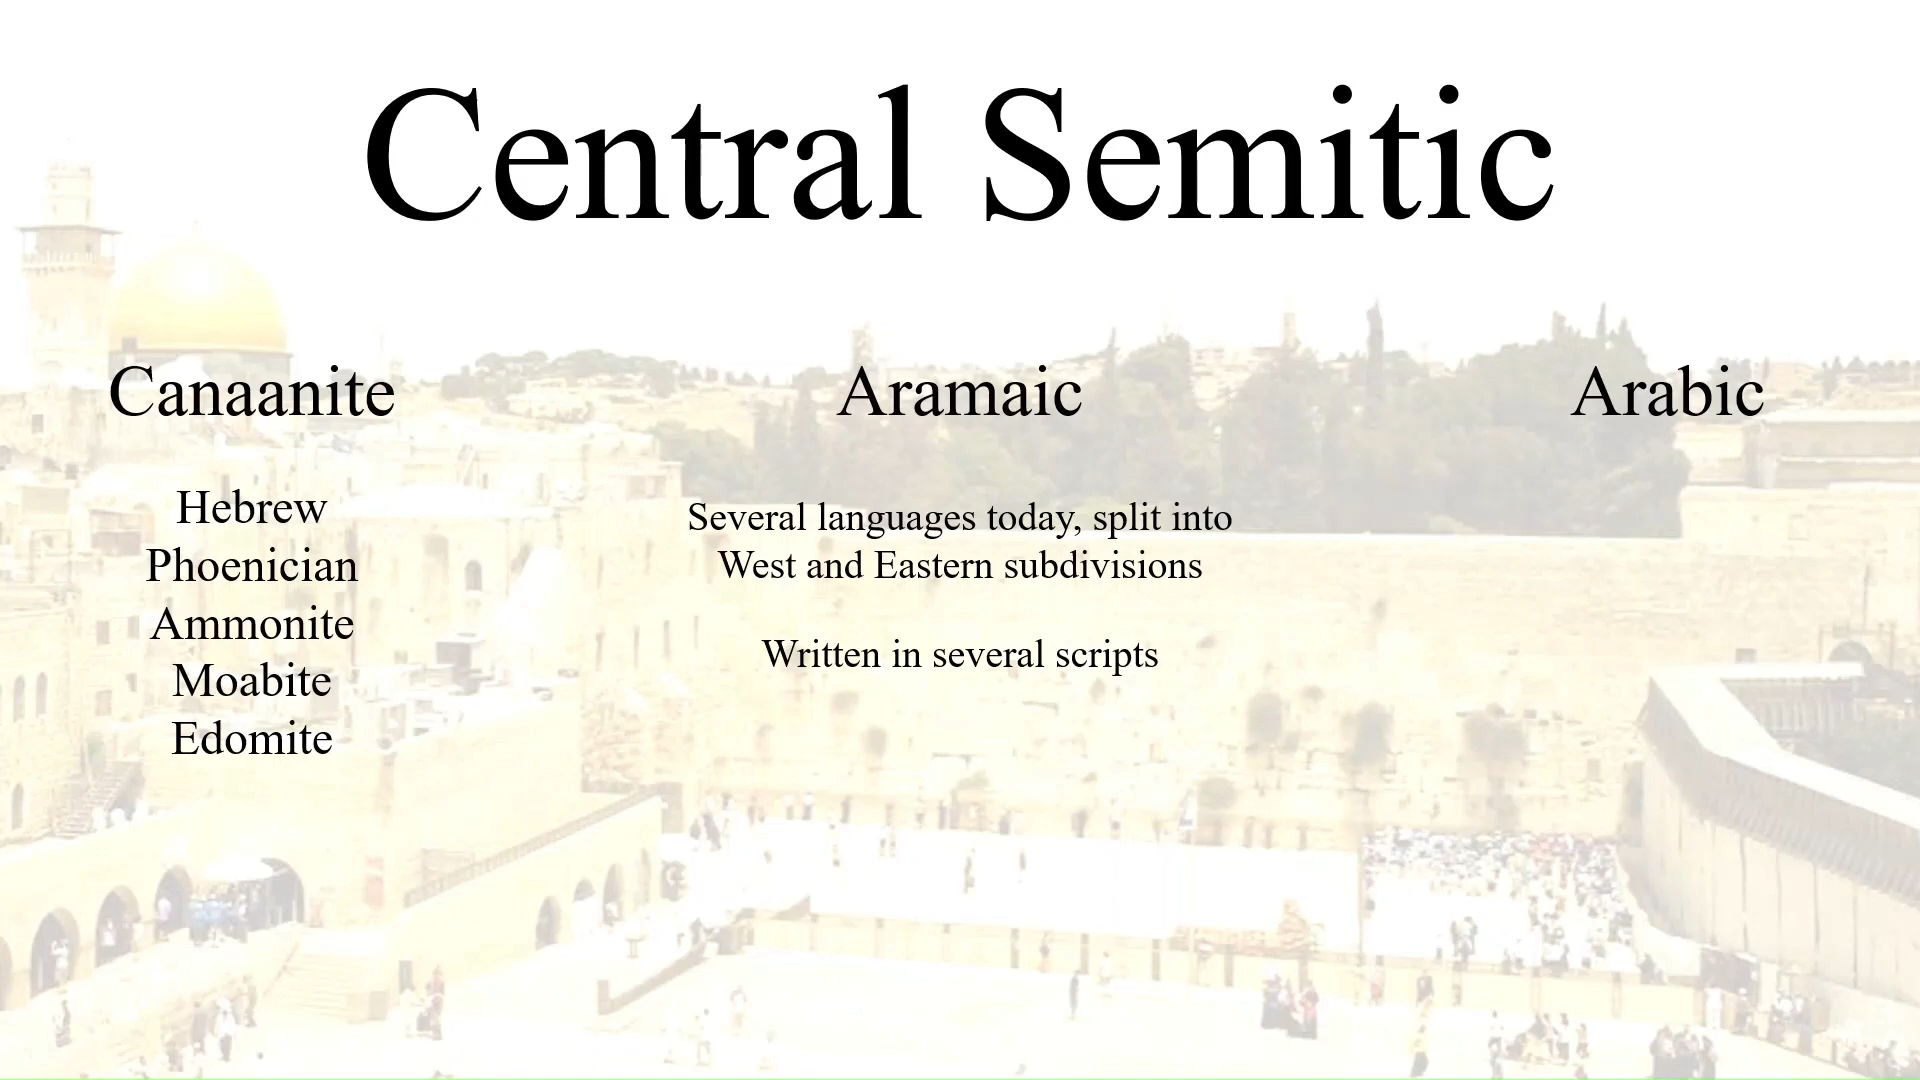 Central Semitic
Canaanite
Hebrew
Phoenician
Ammonite
Moabite
Edomite
Aramaic
Several languages today, split into
West and Eastern subdivisions
Written in several scripts
Arabic